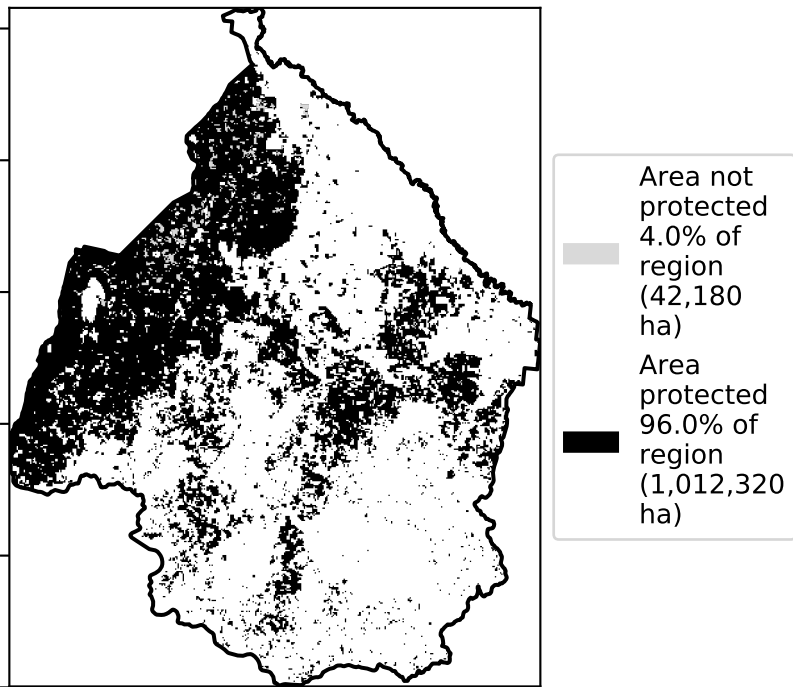 Area not
protected
4.0% of
region
(42,180
ha)
Area
protected
96.0% of
region
(1,012,320
ha)